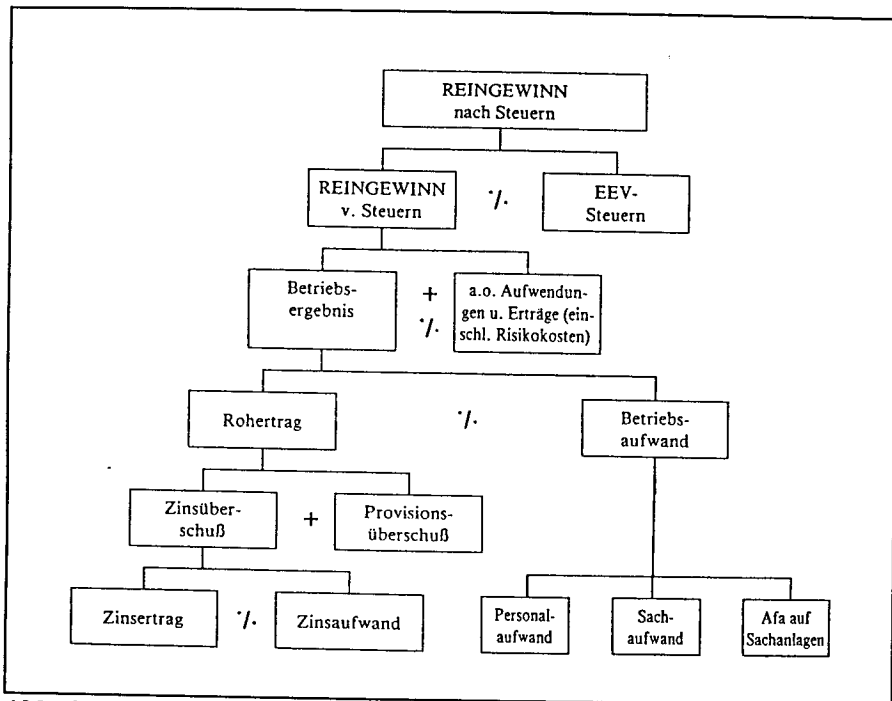 REINGEWINN
nach Steuern
REINGEWINN
v. Steuern
·/.
EEV-
Steuern
Betriebs-
ergebnis
+
·/.
a.o. Aufwendun-
gen u. Erträge (ein-
schl. Risikokosten)
Rohertrag
·/.
Betriebs-
aufwand
Zinsüber-
schuß
+
Provisions-
überschuß
Zinsertrag
·/.
Zinsaufwand
Personal-
aufwand
Sach-
aufwand
Afa auf
Sachanlagen